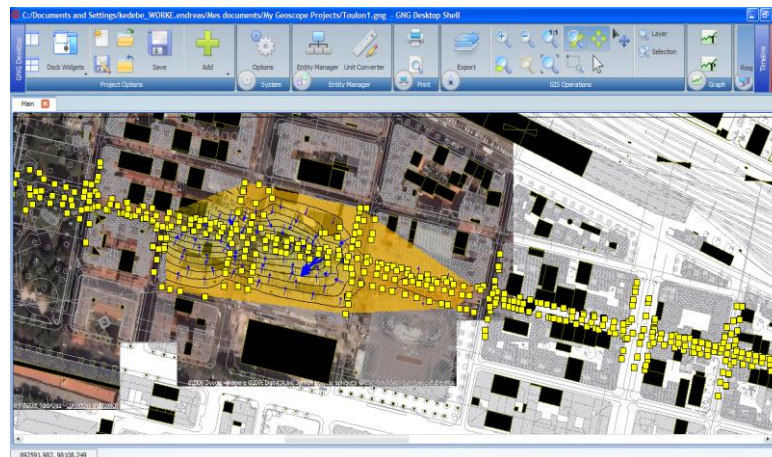 C:/Documents and Settings/kedebe_WORKE.endreas/Mes documents/My Geoscope Projects/Toulon1.gng - GNG Desktop Shell
GNG Desktop
Dock Widgets
Save
Add
Options
Entity Manager
Unit Converter
Export
1:1
Layer
Selection
Timeline
Project Options
System
Entity Manager
Print
GIS Operations
Graph
Main
892591.982, 98108.249